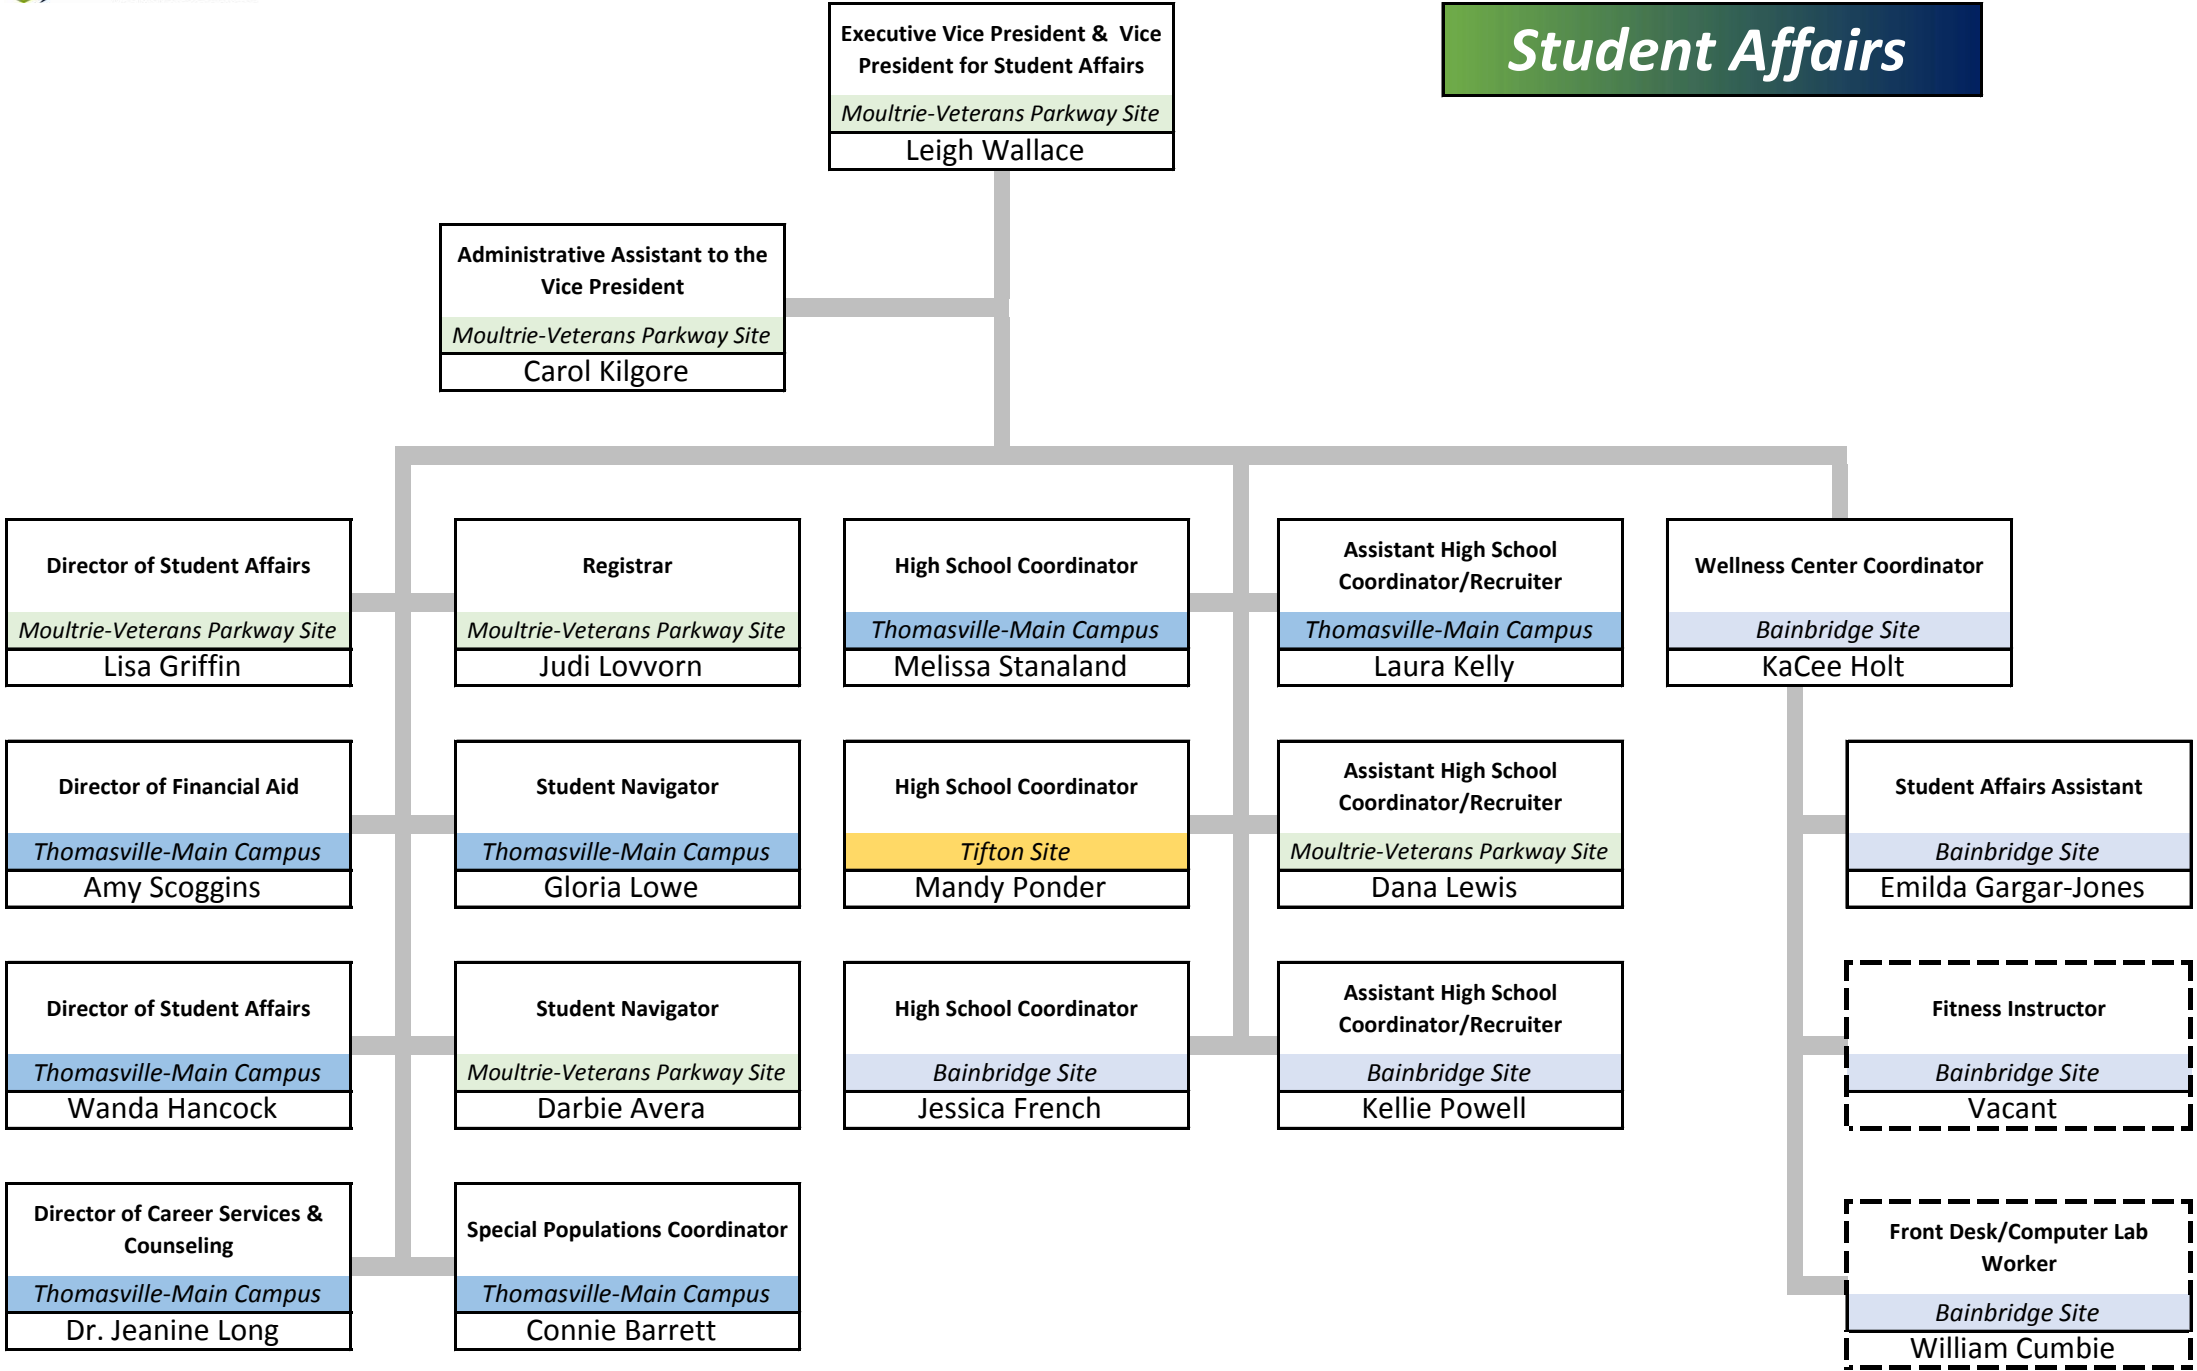 Executive Vice President & Vice
President for Student Affairs
Moultrie-Veterans Parkway Site
Leigh Wallace
Student Affairs
Administrative Assistant to the
Vice President
Moultrie-Veterans Parkway Site
Carol Kilgore
Director of Student Affairs
Moultrie-Veterans Parkway Site
Lisa Griffin
Registrar
Moultrie-Veterans Parkway Site
Judi Lovvorn
High School Coordinator
Thomasville-Main Campus
Melissa Stanaland
Assistant High School
Coordinator/Recruiter
Thomasville-Main Campus
Laura Kelly
Wellness Center Coordinator
Bainbridge Site
KaCee Holt
Director of Financial Aid
Thomasville-Main Campus
Amy Scoggins
Student Navigator
Thomasville-Main Campus
Gloria Lowe
High School Coordinator
Tifton Site
Mandy Ponder
Assistant High School
Coordinator/Recruiter
Moultrie-Veterans Parkway Site
Dana Lewis
Student Affairs Assistant
Bainbridge Site
Emilda Gargar-Jones
Director of Student Affairs
Thomasville-Main Campus
Wanda Hancock
Student Navigator
Moultrie-Veterans Parkway Site
Darbie Avera
High School Coordinator
Bainbridge Site
Jessica French
Assistant High School
Coordinator/Recruiter
Bainbridge Site
Kellie Powell
Fitness Instructor
Bainbridge Site
Vacant
Director of Career Services &
Counseling
Thomasville-Main Campus
Dr. Jeanine Long
Special Populations Coordinator
Thomasville-Main Campus
Connie Barrett
Front Desk/Computer Lab
Worker
Bainbridge Site
William Cumbie